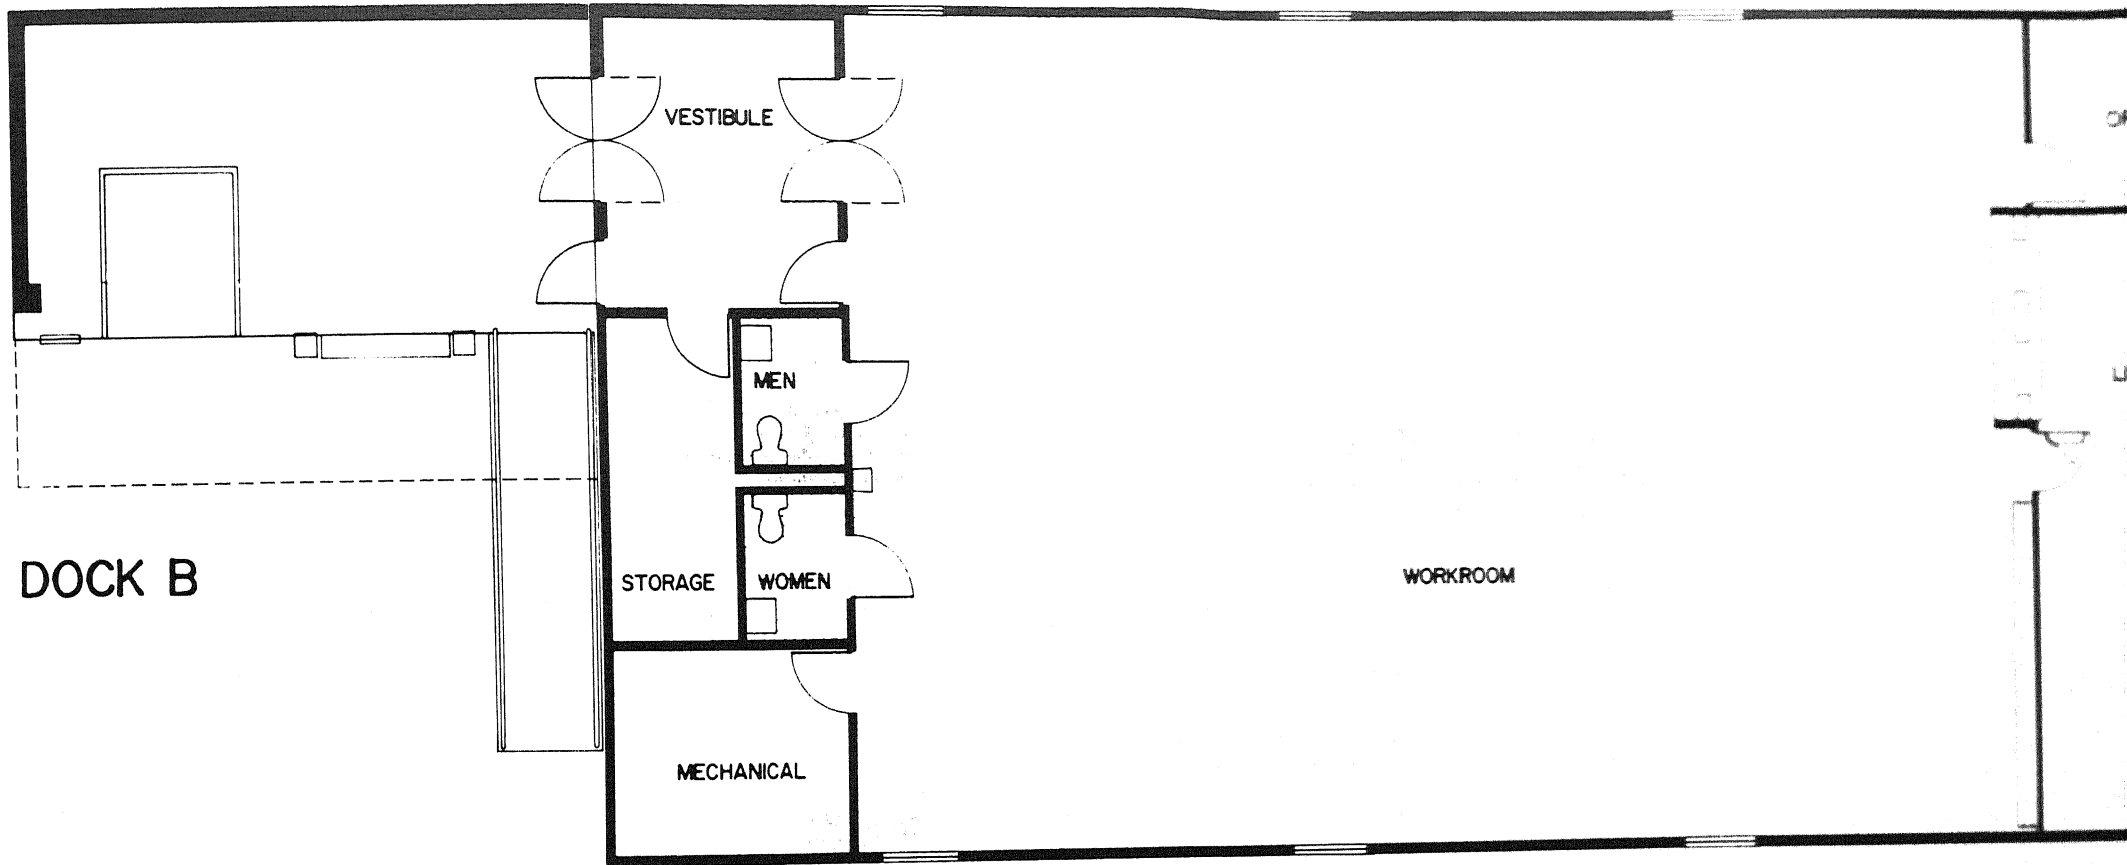 VESTIBULE
MEN
DOCK B
STORAGE
WOMEN
WORKROOM
MECHANICAL